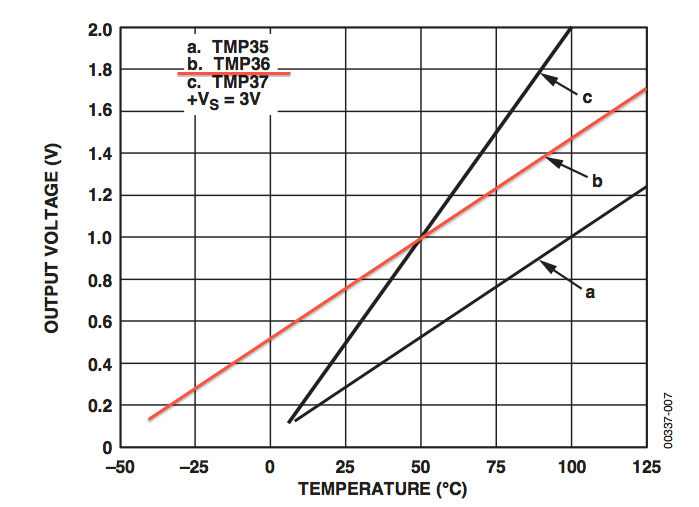 2.0
a. TMP35
b. TMP36
c. TMP37
+VS = 3V
1.8
1.6
1.4
1.2
1.0
0.8
0.6
0.4
0.2
0
c
b
a
OUTPUT VOLTAGE (V)
–50 –25 0 25 50 75 100 125
TEMPERATURE (°C)
00337-007